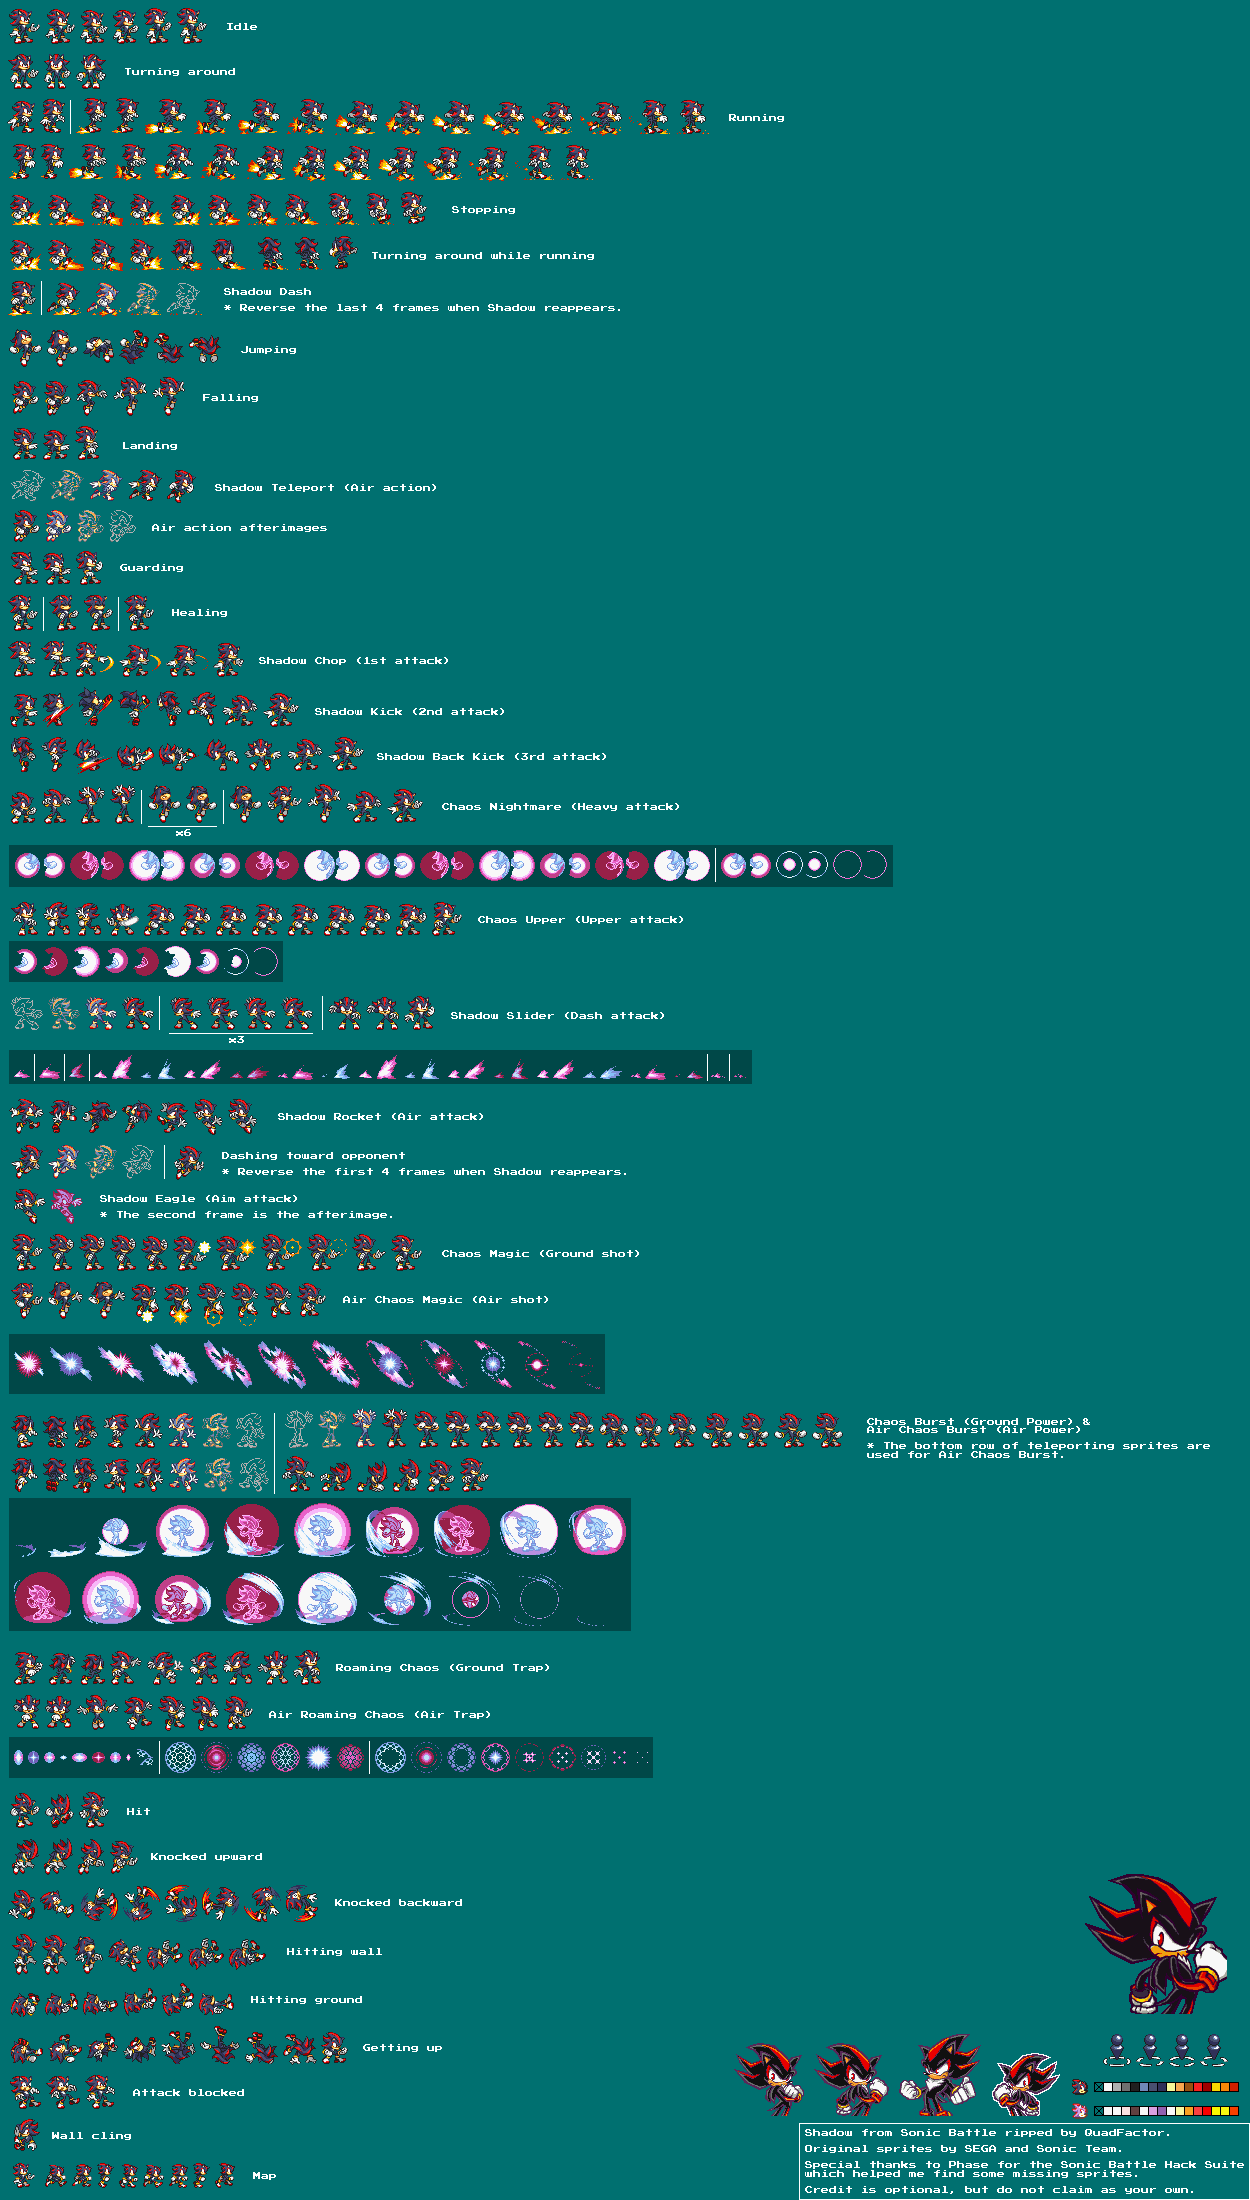 Idle
Turning around
Running
Stopping
Turning around while running
Shadow Dash
* Reverse the last 4 frames when Shadow reappears.
Jumping
Falling
Landing
Shadow Teleport (Air action)
Air action afterimages
Guarding
Healing
Shadow Chop (1st attack)
Shadow Kick (2nd attack)
Shadow Back Kick (3rd attack)
Chaos Nightmare (Heavy attack)
x6
Chaos Upper (Upper attack)
Shadow Slider (Dash attack)
x3
Shadow Rocket (Air attack)
Dashing toward opponent
* Reverse the first 4 frames when Shadow reappears.
Shadow Eagle (Aim attack)
* The second frame is the afterimage.
Chaos Magic (Ground shot)
Air Chaos Magic (Air shot)
Chaos Burst (Ground Power) &
Air Chaos Burst (Air Power)
* The bottom row of teleporting sprites are
used for Air Chaos Burst.
Roaming Chaos (Ground Trap)
Air Roaming Chaos (Air Trap)
Hit
Knocked upward
Knocked backward
Hitting wall
Hitting ground
Getting up
Attack blocked
Wall cling
Map
Shadow from Sonic Battle ripped by QuadFactor.
Original sprites by SEGA and Sonic Team.
Special thanks to Phase for the Sonic Battle Hack Suite
which helped me find some missing sprites.
Credit is optional, but do not claim as your own.